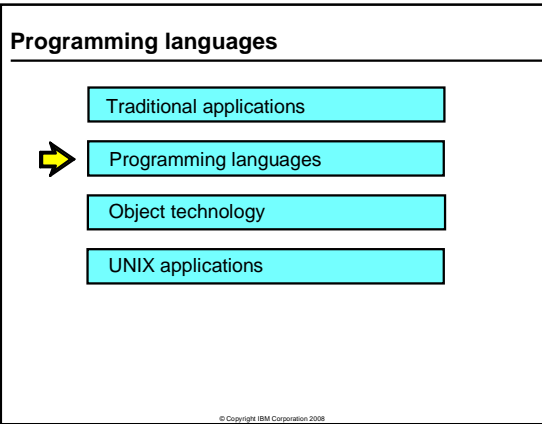 Programming languages
Traditional applications
Programming languages
Object technology
UNIX applications
© Copyright IBM Corporation 2008